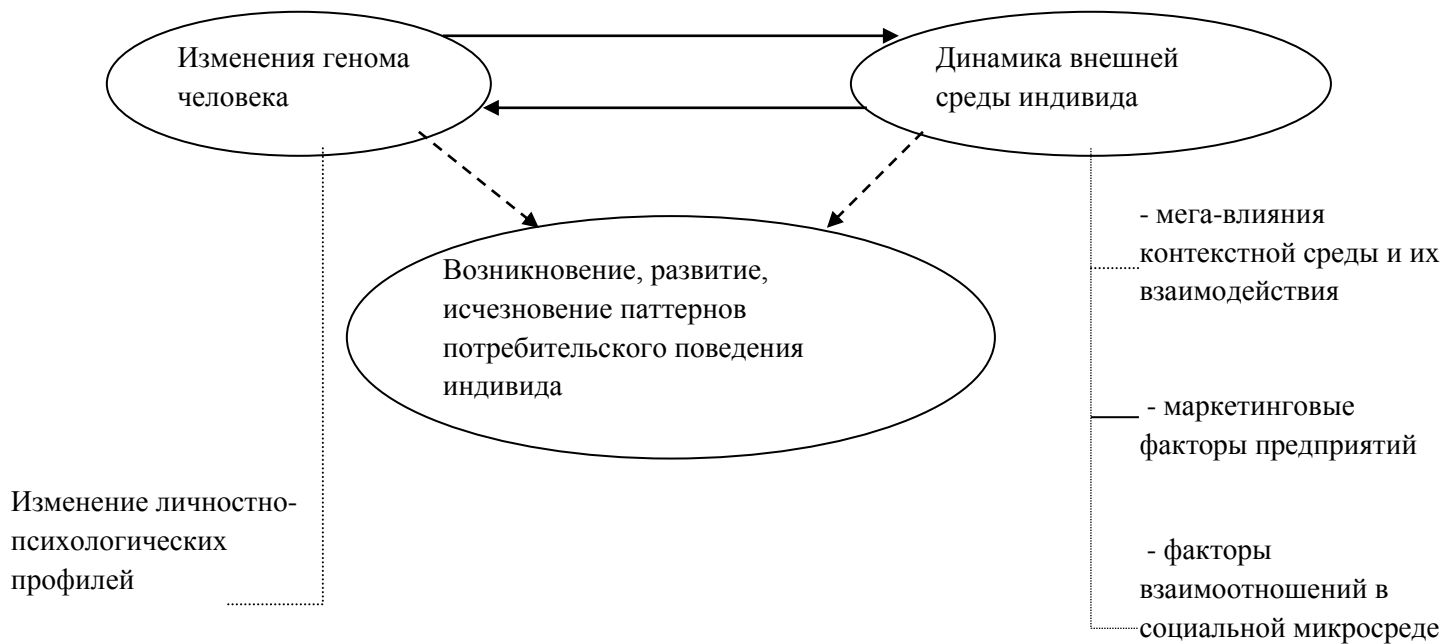 Изменения генома
человека
Динамика внешней
среды индивида
Возникновение, развитие,
исчезновение паттернов
потребительского поведения
индивида
- мега-влияния
контекстной среды и их
взаимодействия
- маркетинговые
факторы предприятий
Изменение личностно-
психологических
профилей
- факторы
взаимоотношений в
социальной микросреде